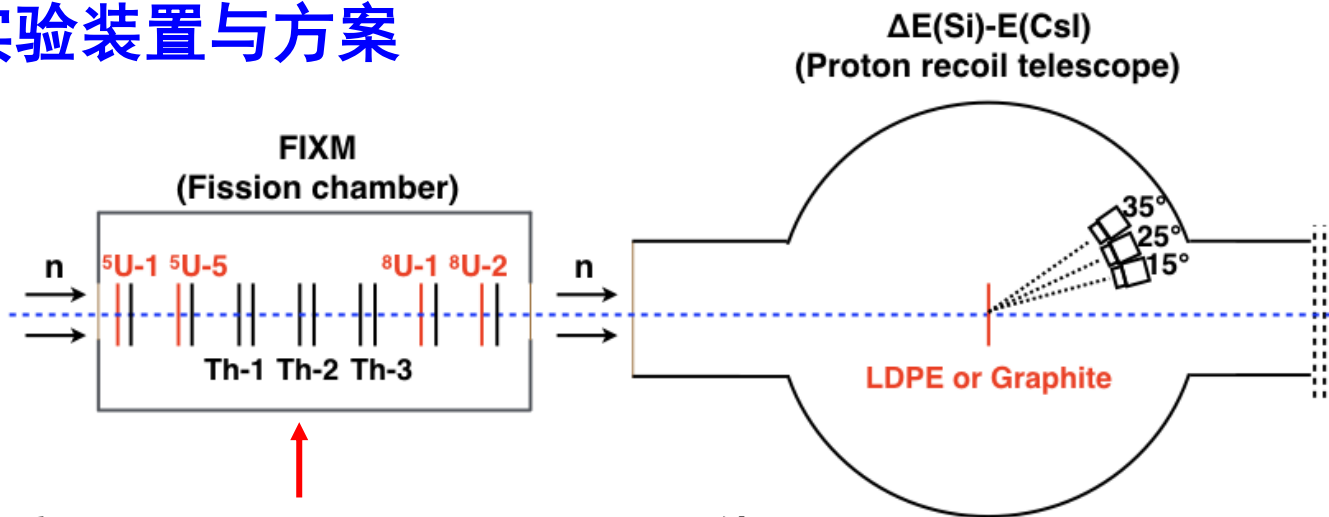 实验装置与方案
ΔE(Si)-E(CsI)
(Proton recoil telescope)
FIXM
(Fission chamber)
35°
25°
15°
n
⁵U-1 ⁵U-5
⁸U-1 ⁸U-2
n
Th-1 Th-2 Th-3
LDPE or Graphite